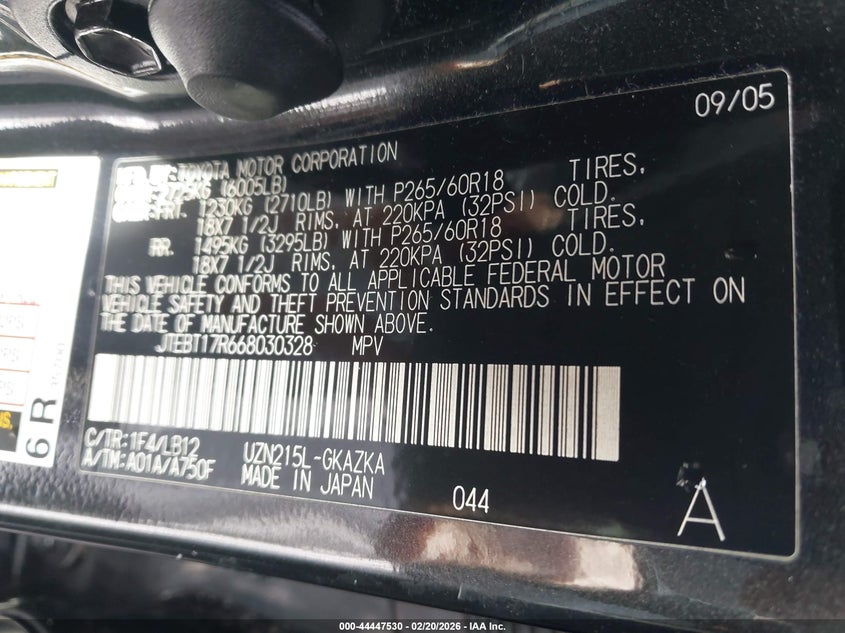 09/05
TOYOTA MOTOR CORPORATION
2725KG (6005LB)
FRT. 1230KG (2710LB) WITH P265/60R18 TIRES,
18X7 1/2J RIMS, AT 220KPA (32PSI) COLD.
RR. 1495KG (3295LB) WITH P265/60R18 TIRES,
18X7 1/2J RIMS, AT 220KPA (32PSI) COLD.
THIS VEHICLE CONFORMS TO ALL APPLICABLE FEDERAL MOTOR
VEHICLE SAFETY AND THEFT PREVENTION STANDARDS IN EFFECT ON
THE DATE OF MANUFACTURE SHOWN ABOVE.
JTEBT17R668030328 MPV
C/TR:1F4/LB12 UZN215L-GKAZKA
A/TM:A01A/A750F MADE IN JAPAN
044
A
6R
000-44447530 - 02/20/2026 - IAA Inc.